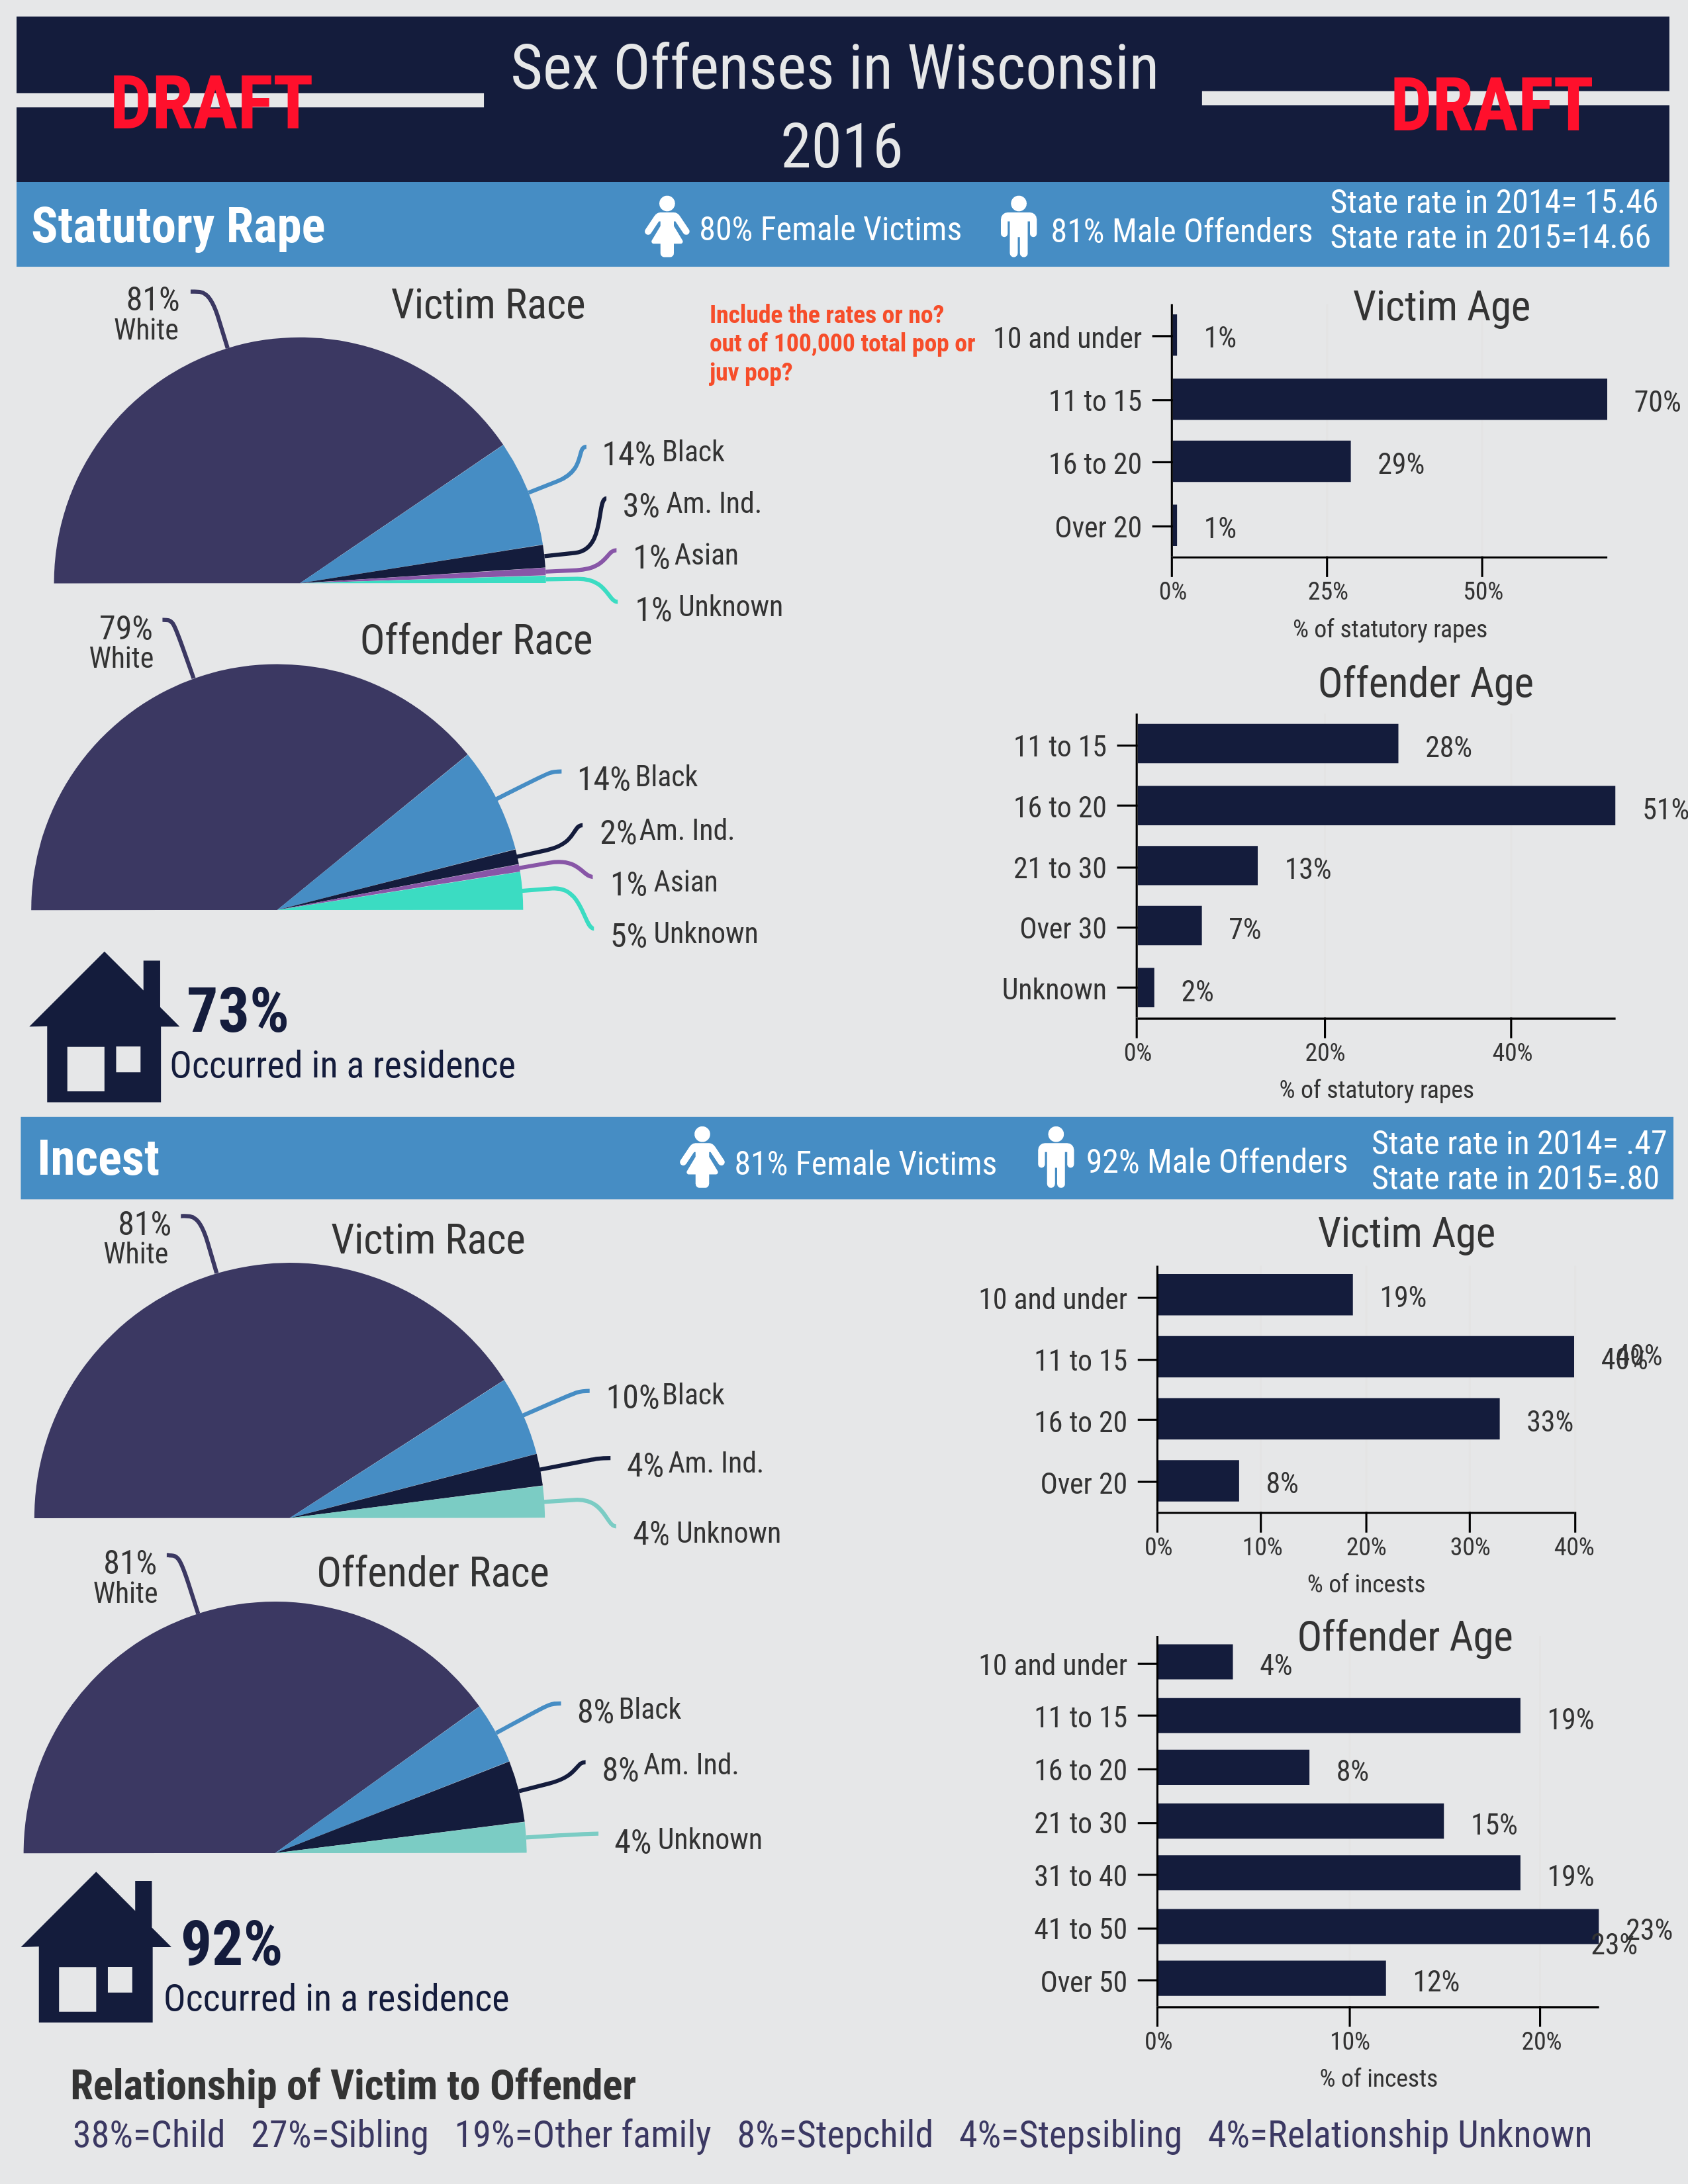 DRAFT
Sex Offenses in Wisconsin
2016
DRAFT
Statutory Rape
80% Female Victims
81% Male Offenders
State rate in 2014= 15.46
State rate in 2015=14.66
Victim Race
81%
White
14% Black
3% Am. Ind.
1% Asian
1% Unknown
Include the rates or no?
out of 100,000 total pop or
juv pop?
Victim Age
10 and under 1%
11 to 15 70%
16 to 20 29%
Over 20 1%
0% 25% 50%
% of statutory rapes
Offender Race
79%
White
14% Black
2% Am. Ind.
1% Asian
5% Unknown
Offender Age
11 to 15 28%
16 to 20 51%
21 to 30 13%
Over 30 7%
Unknown 2%
0% 20% 40%
% of statutory rapes
73%
Occurred in a residence
Incest
81% Female Victims
92% Male Offenders
State rate in 2014= .47
State rate in 2015=.80
Victim Race
81%
White
10% Black
4% Am. Ind.
4% Unknown
Victim Age
10 and under 19%
11 to 15 40% 40%
16 to 20 33%
Over 20 8%
0% 10% 20% 30% 40%
% of incests
Offender Race
81%
White
8% Black
8% Am. Ind.
4% Unknown
Offender Age
10 and under 4%
11 to 15 19%
16 to 20 8%
21 to 30 15%
31 to 40 19%
41 to 50 23% 23%
Over 50 12%
0% 10% 20%
% of incests
92%
Occurred in a residence
Relationship of Victim to Offender
38%=Child 27%=Sibling 19%=Other family 8%=Stepchild 4%=Stepsibling 4%=Relationship Unknown